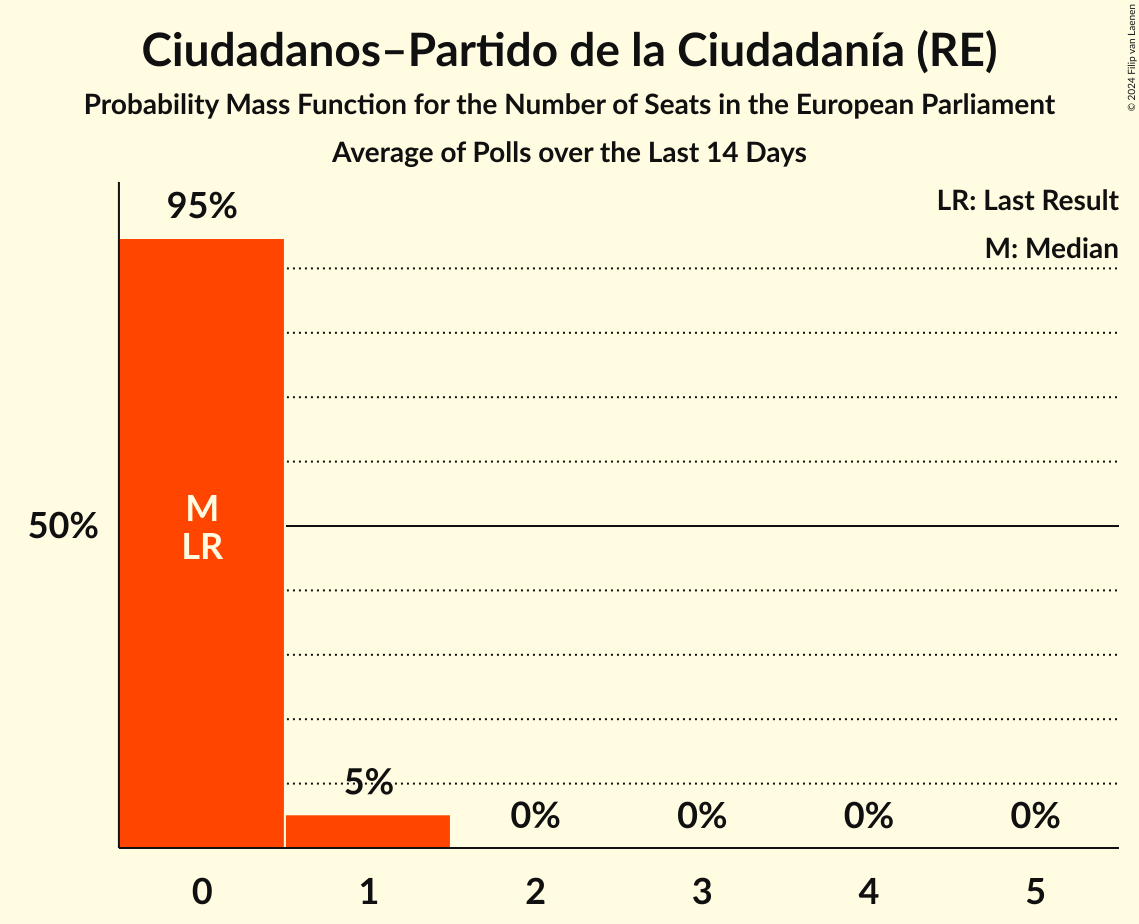 Ciudadanos–Partido de la Ciudadanía (RE)
Probability Mass Function for the Number of Seats in the European Parliament
Average of Polls over the Last 14 Days
© 2024 Filip van Laenen
LR: Last Result
M: Median
95%
50%
M
LR
5%
0%
0%
0%
0%
0
1
2
3
4
5